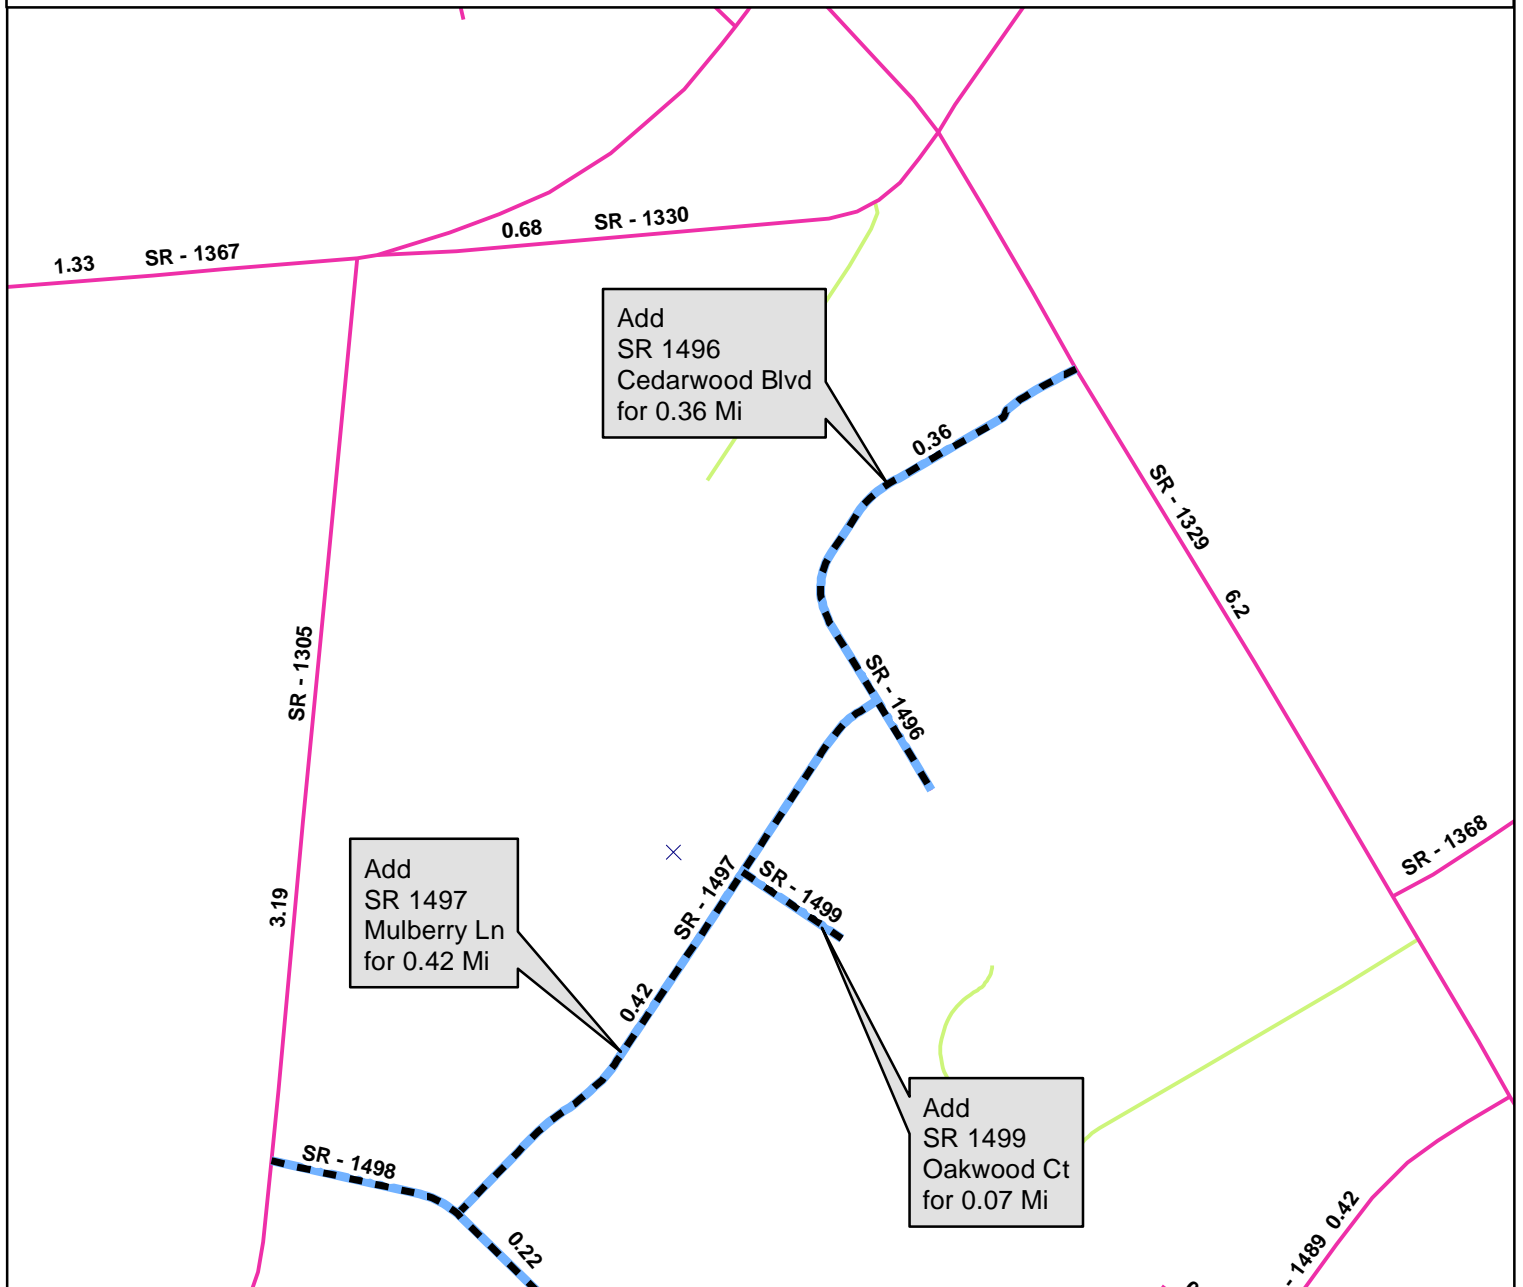 SR - 1330
0.68
SR - 1367
1.33
Add
SR 1496
Cedarwood Blvd
for 0.36 Mi
0.36
SR - 1329
6.2
SR - 1305
SR - 1496
SR - 1368
Add
SR 1497
Mulberry Ln
for 0.42 Mi
SR - 1497
SR - 1499
3.19
0.42
Add
SR 1499
Oakwood Ct
for 0.07 Mi
SR - 1498
0.22
- 1489 0.42